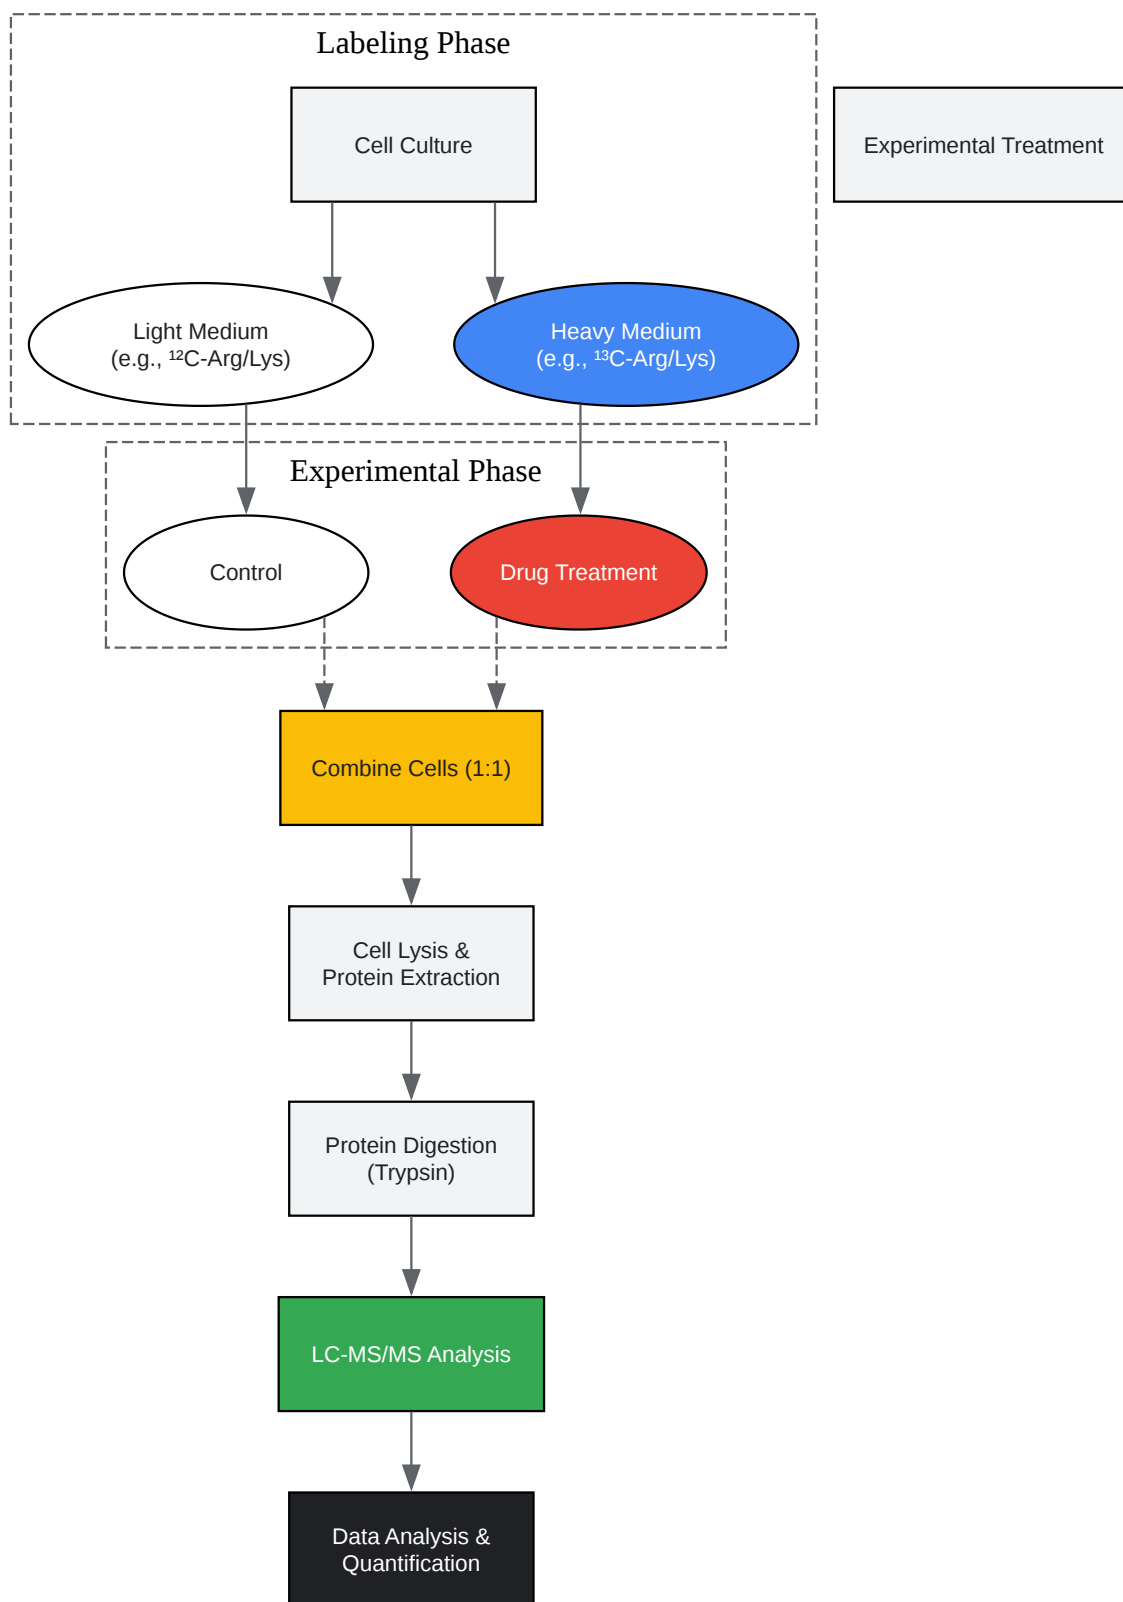 Labeling Phase
Cell Culture
Experimental Treatment
Light Medium
(e.g., ¹²C-Arg/Lys)
Heavy Medium
(e.g., ¹³C-Arg/Lys)
Experimental Phase
Control
Drug Treatment
Combine Cells (1:1)
Cell Lysis &
Protein Extraction
Protein Digestion
(Trypsin)
LC-MS/MS Analysis
Data Analysis &
Quantification